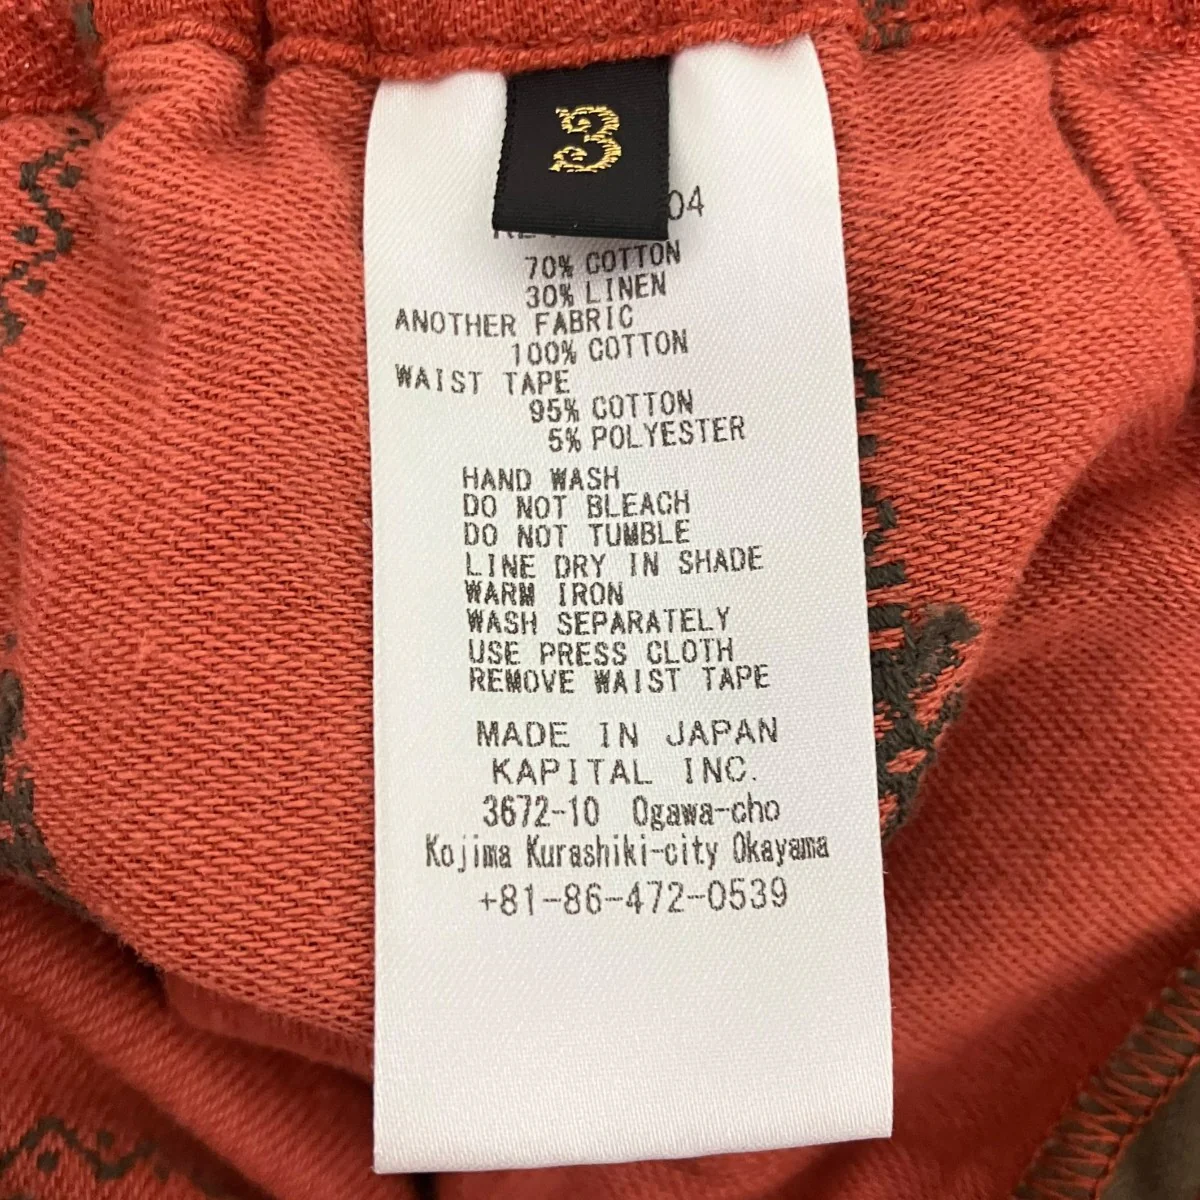 3
04
70% COTTON
30% LINEN
ANOTHER FABRIC
100% COTTON
WAIST TAPE
95% COTTON
5% POLYESTER
HAND WASH
DO NOT BLEACH
DO NOT TUMBLE
LINE DRY IN SHADE
WARM IRON
WASH SEPARATELY
USE PRESS CLOTH
REMOVE WAIST TAPE
MADE IN JAPAN
KAPITAL INC.
3672-10 Ogawa-cho
Kojima Kurashiki-city Okayama
+81-86-472-0539